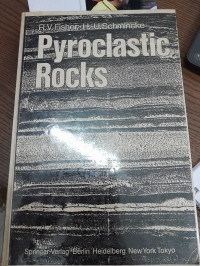 R.V. Fisher · H.-U. Schmincke
Pyroclastic
Rocks
Springer-Verlag Berlin Heidelberg New York Tokyo